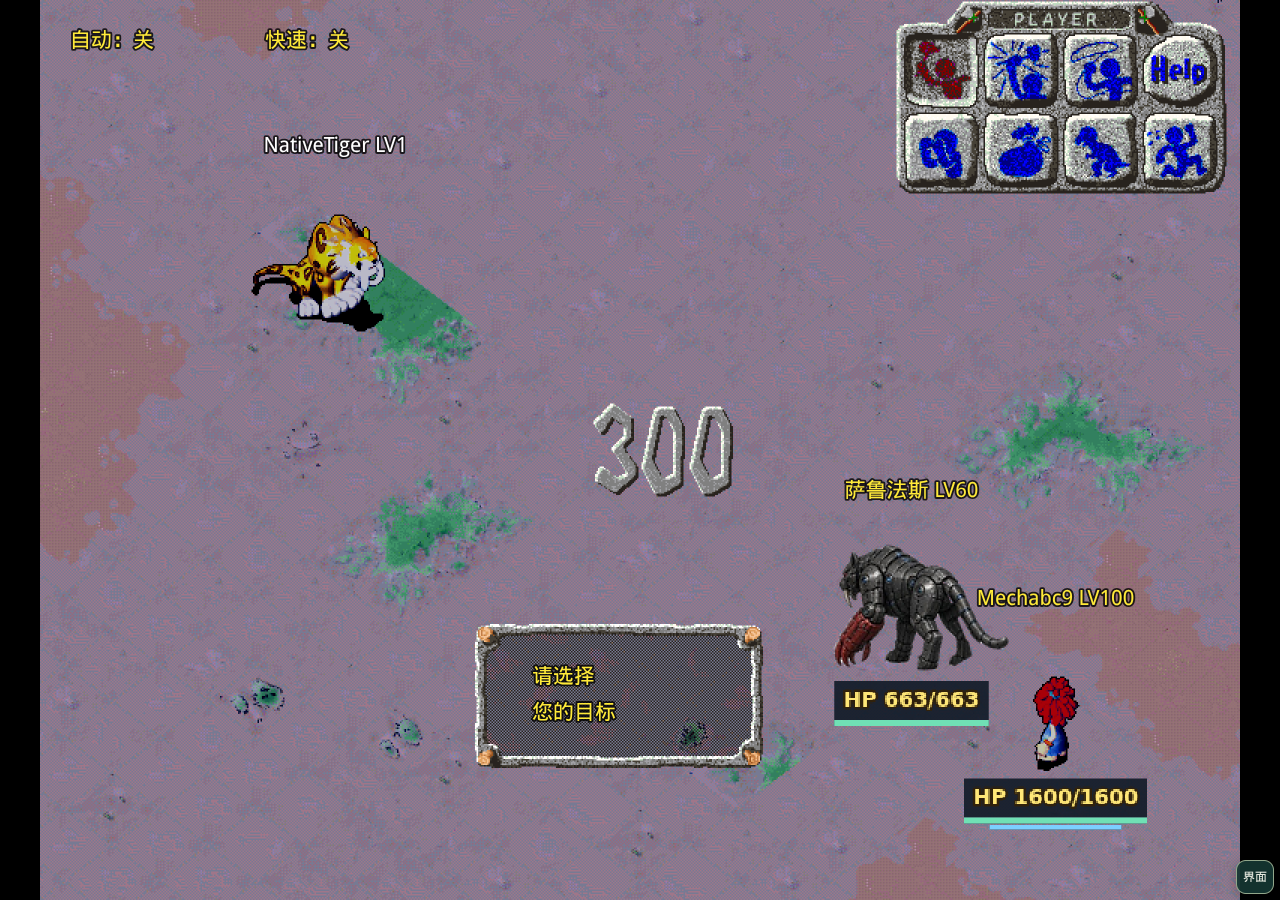 自动：关
快速：关
PLAYER
Help
NativeTiger LV1
300
萨鲁法斯 LV60
Mechabc9 LV100
请选择
您的目标
HP 663/663
HP 1600/1600
界面